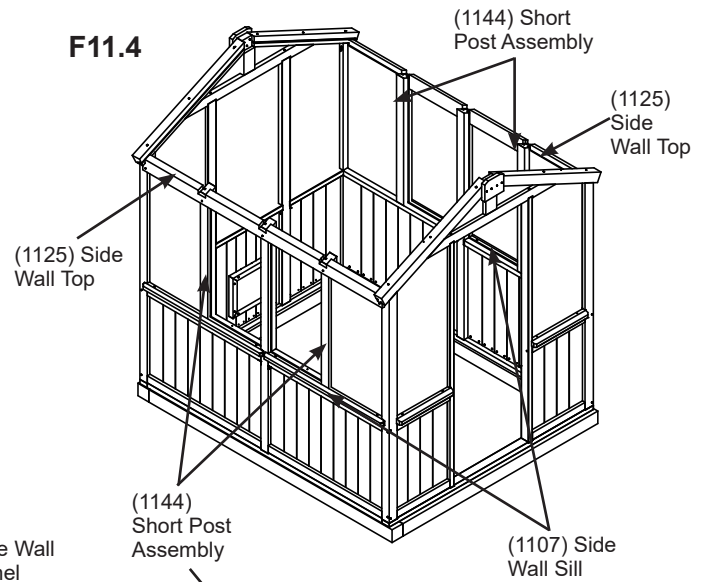 F11.4
(1144) Short
Post Assembly
(1125)
Side
Wall Top
(1125) Side
Wall Top
(1144)
Short Post
Assembly
(1107) Side
Wall Sill
Wall